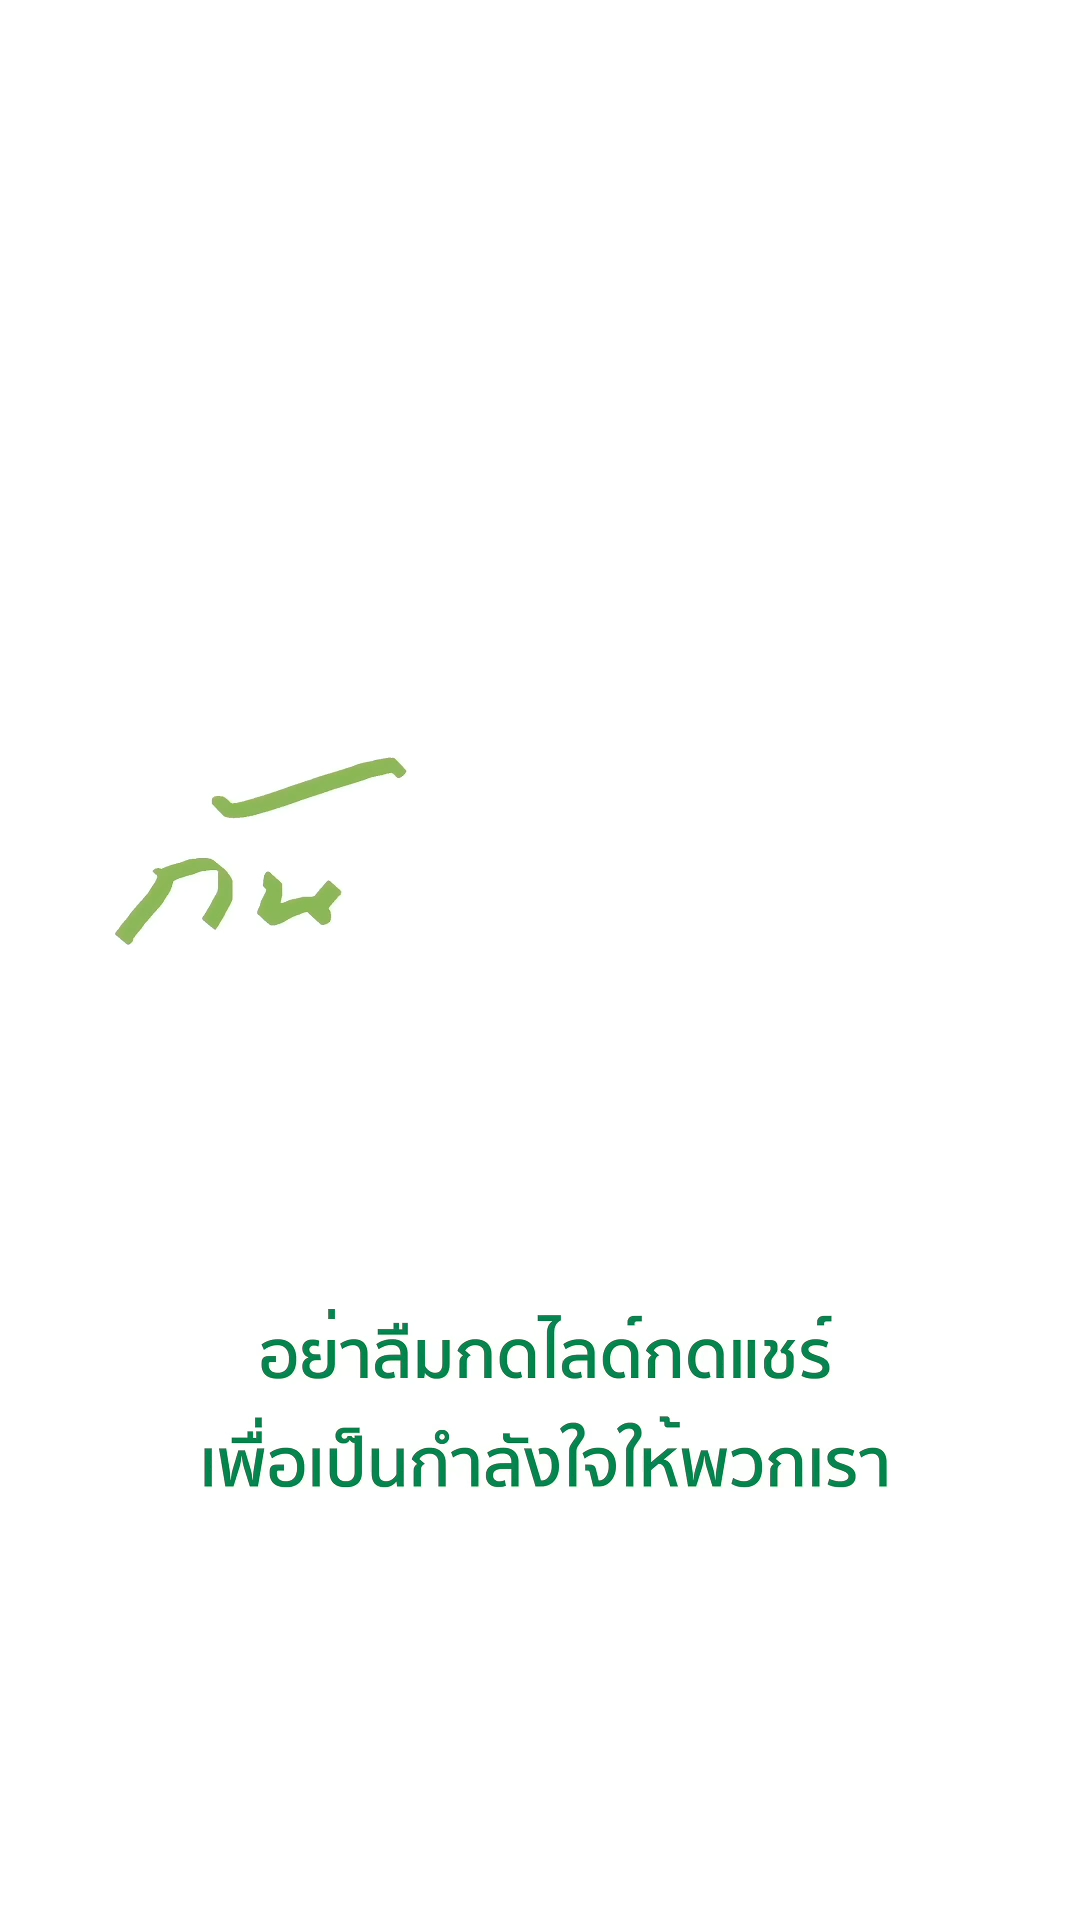 กัน
อย่าลืมกดไลด์กดแชร์
เพื่อเป็นกำลังใจให้พวกเรา